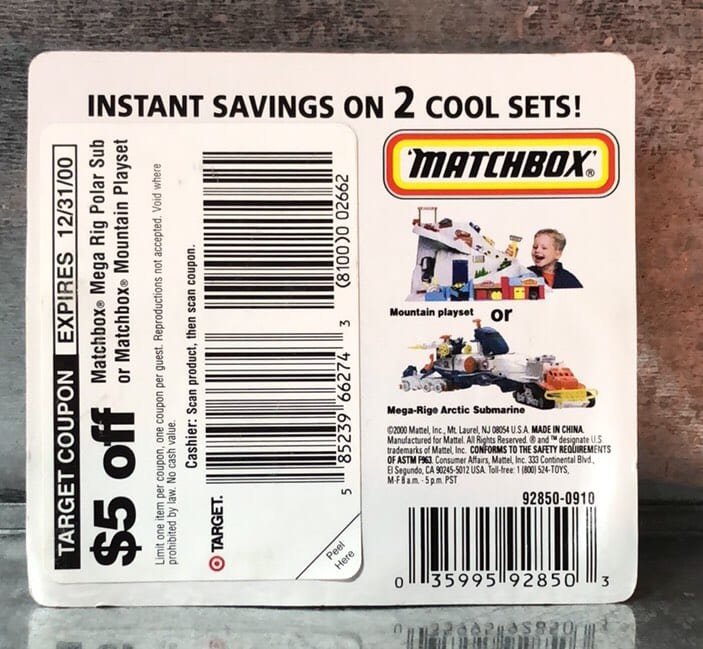 INSTANT SAVINGS ON 2 COOL SETS!
TARGET COUPON EXPIRES 12/31/00
$5 off
Matchbox® Mega Rig Polar Sub
or Matchbox® Mountain Playset
Limit one item per coupon, one coupon per guest. Reproductions not accepted. Void where
prohibited by law. No cash value.
Cashier: Scan product, then scan coupon.
5 85239 66274 3
(8100)0 02662
TARGET.
Peel
Here
MATCHBOX®
Mountain playset
or
Mega-Rige Arctic Submarine
©2000 Mattel, Inc., Mt. Laurel, NJ 08054 U.S.A. MADE IN CHINA.
Manufactured for Mattel. All Rights Reserved. ® and ™ designate U.S.
trademarks of Mattel, Inc. CONFORMS TO THE SAFETY REQUIREMENTS
OF ASTM F963. Consumer Affairs, Mattel, Inc. 333 Continental Blvd.,
El Segundo, CA 90245-5012 USA. Toll-free: 1 (800) 524-TOYS,
M-F 8 a.m. - 5 p.m. PST
92850-0910
0 35995 92850 3